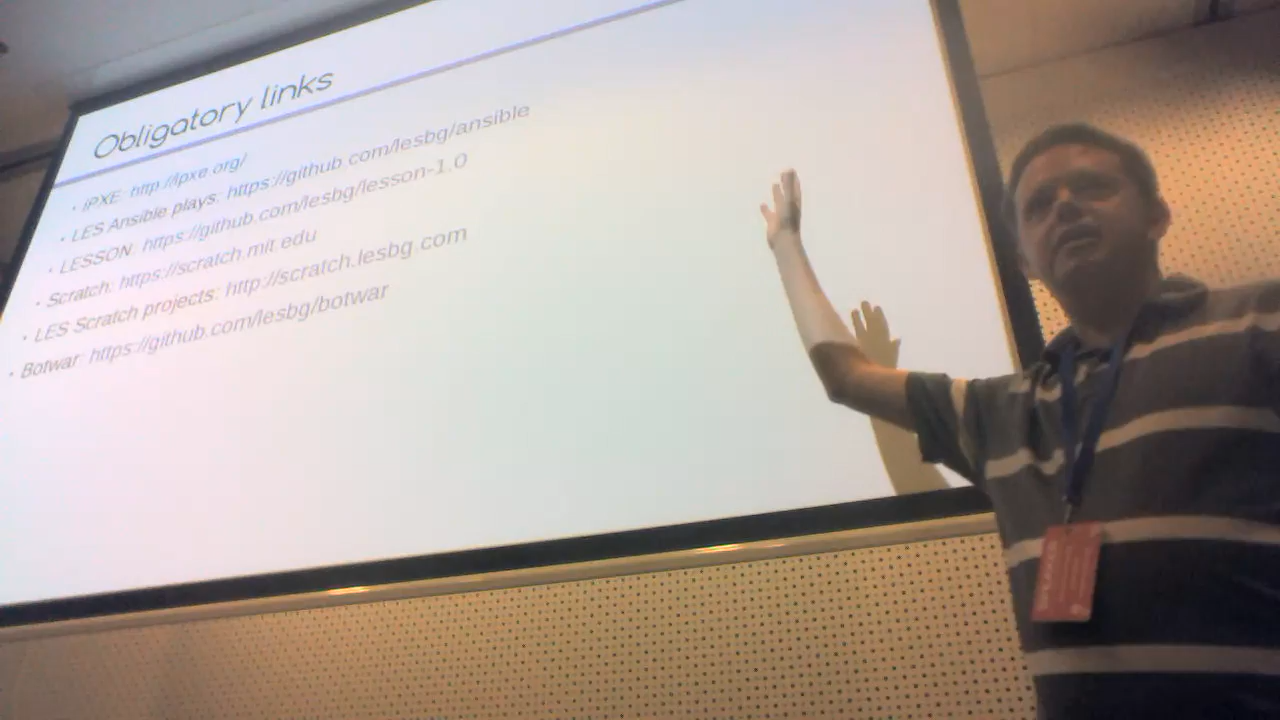 Obligatory links
• iPXE: http://ipxe.org/
• LES Ansible plays: https://github.com/lesbg/ansible
• LESSON: https://github.com/lesbg/lesson-1.0
• Scratch: https://scratch.mit.edu
• LES Scratch projects: http://scratch.lesbg.com
• Botwar: https://github.com/lesbg/botwar